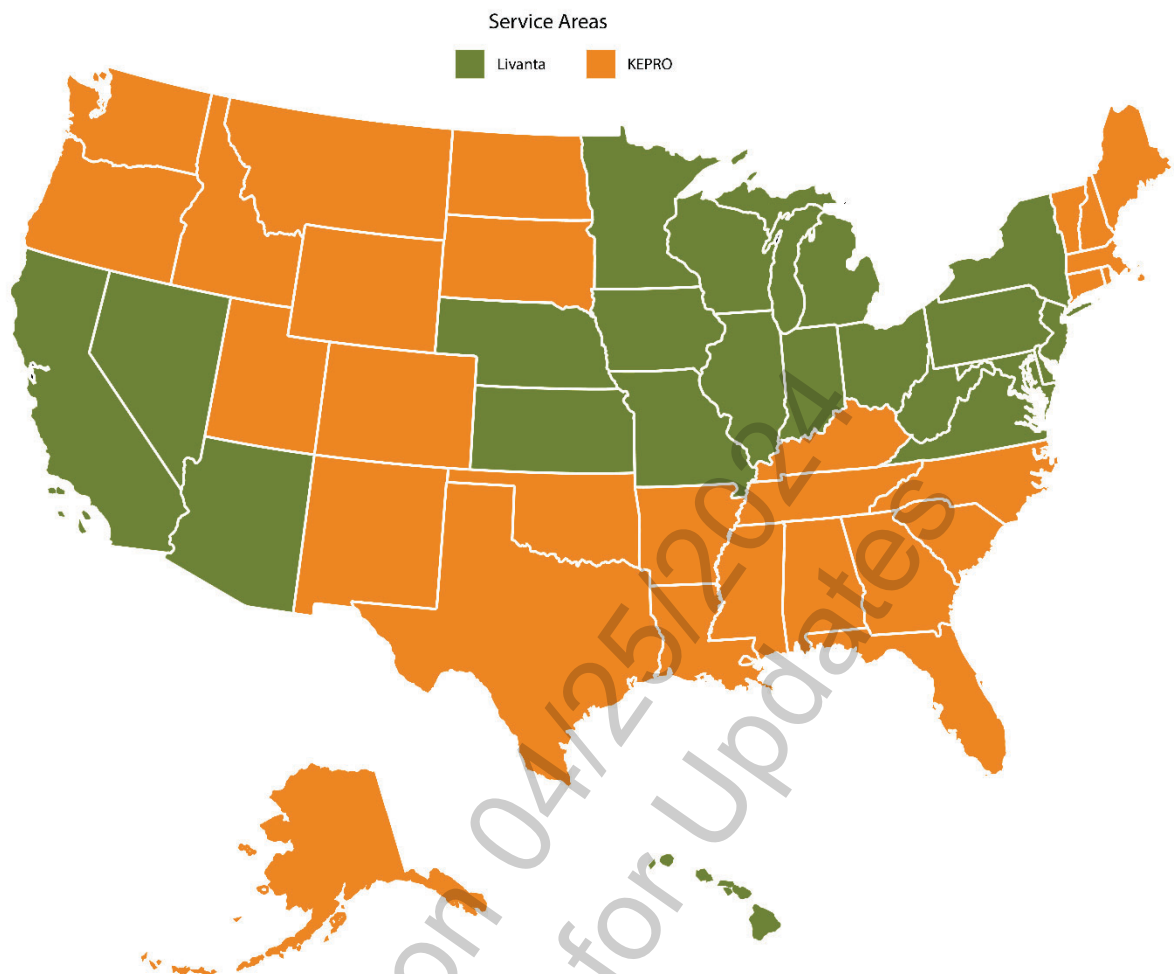 Service Areas
Livanta
KEPRO
on 04/25/2024
for Updates